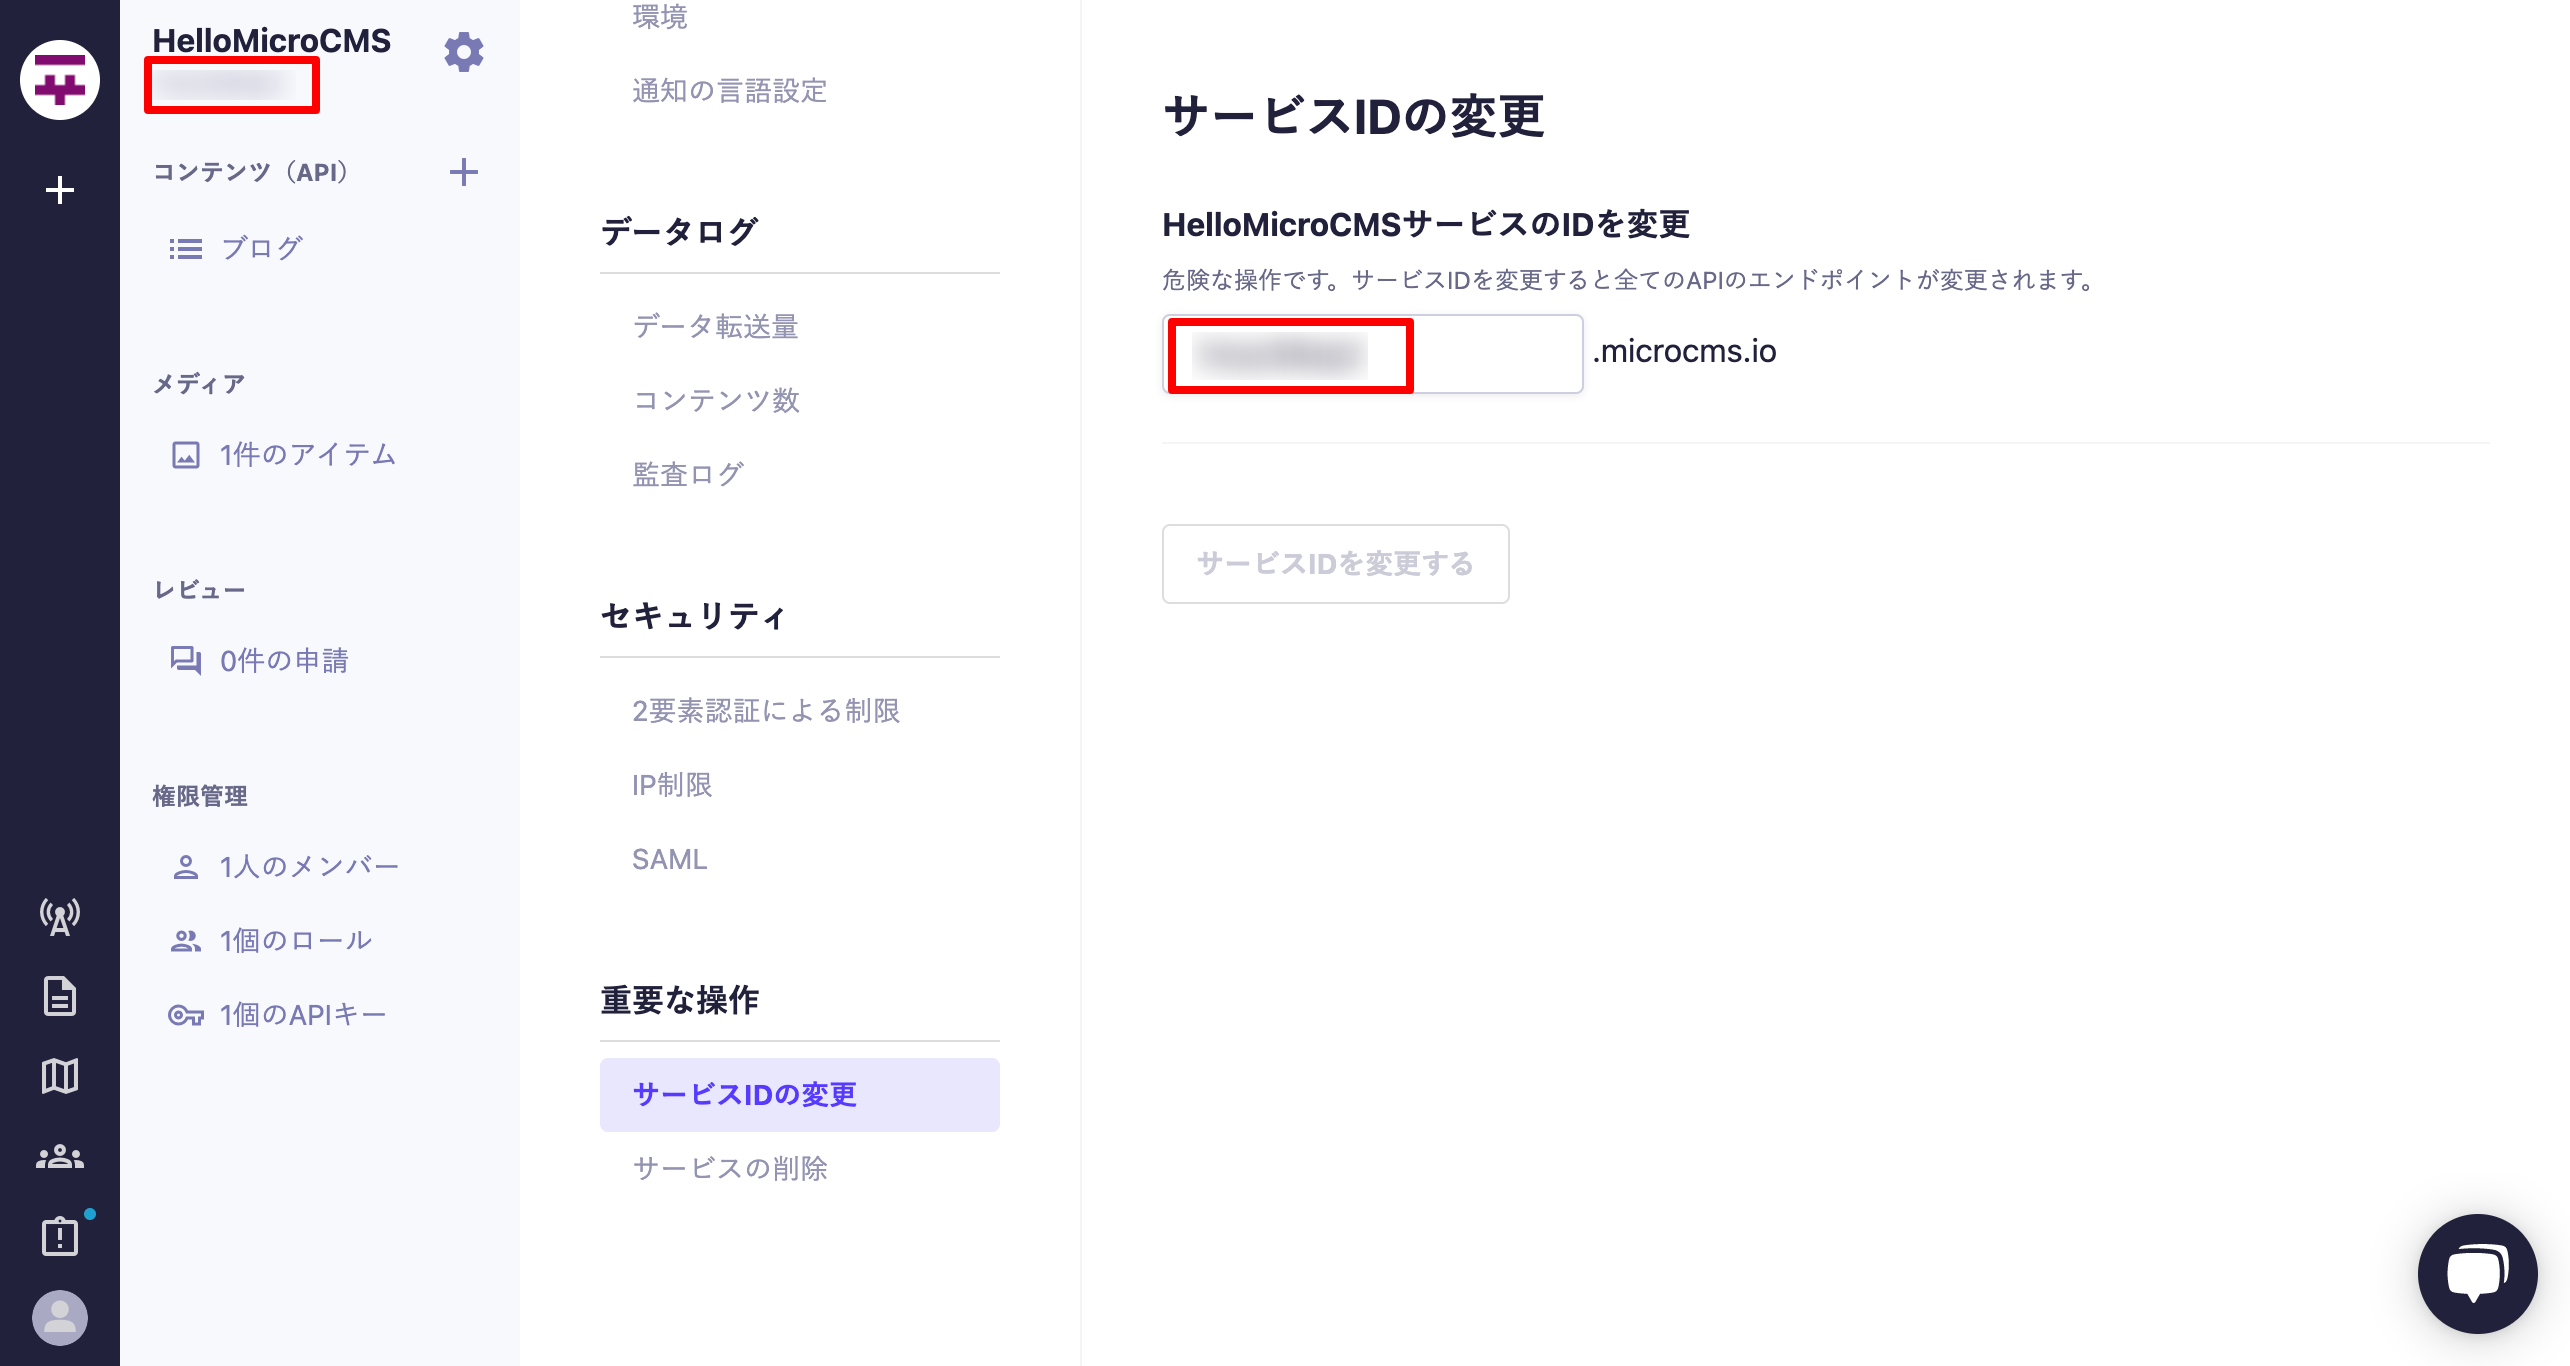 HelloMicroCMS
コンテンツ（API）
ブログ
メディア
1件のアイテム
レビュー
0件の申請
権限管理
1人のメンバー
1個のロール
1個のAPIキー
環境
通知の言語設定
データログ
データ転送量
コンテンツ数
監査ログ
セキュリティ
2要素認証による制限
IP制限
SAML
重要な操作
サービスIDの変更
サービスの削除
サービスIDの変更
HelloMicroCMSサービスのIDを変更
危険な操作です。サービスIDを変更すると全てのAPIのエンドポイントが変更されます。
.microcms.io
サービスIDを変更する